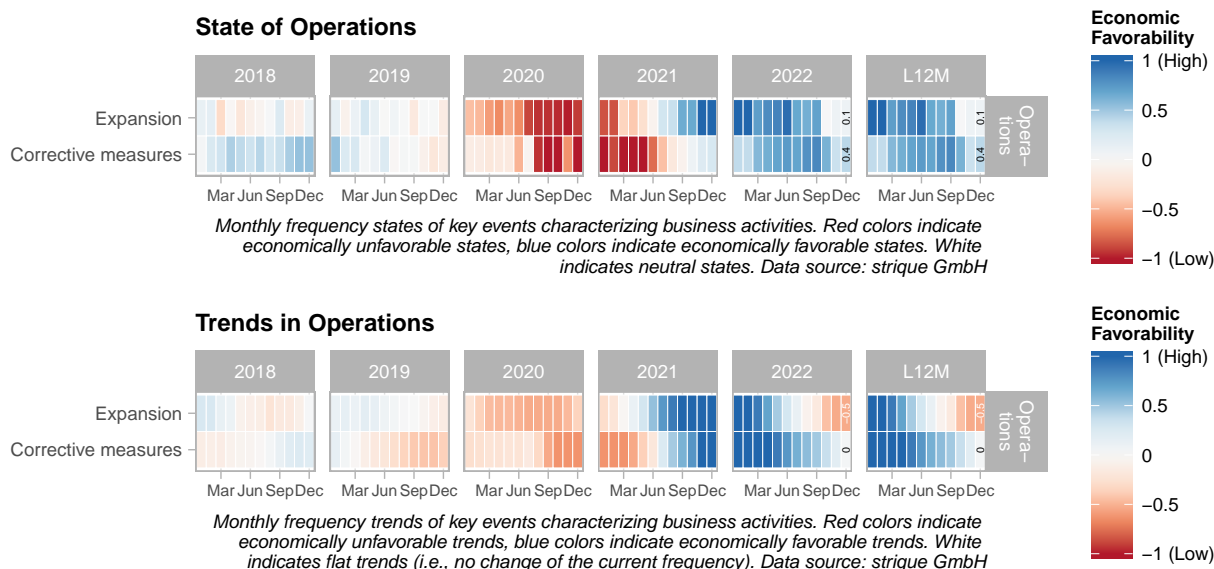 State of Operations
2018 2019 2020 2021 2022 L12M
Expansion
Corrective measures
0.1 0.1
0.4 0.4
Opera–
tions
Mar Jun Sep Dec Mar Jun Sep Dec Mar Jun Sep Dec Mar Jun Sep Dec Mar Jun Sep Dec Mar Jun Sep Dec
Monthly frequency states of key events characterizing business activities. Red colors indicate
economically unfavorable states, blue colors indicate economically favorable states. White
indicates neutral states. Data source: strique GmbH
Economic
Favorability
1 (High)
0.5
0
−0.5
−1 (Low)
Trends in Operations
2018 2019 2020 2021 2022 L12M
Expansion
Corrective measures
−0.5 −0.5
0 0
Opera–
tions
Mar Jun Sep Dec Mar Jun Sep Dec Mar Jun Sep Dec Mar Jun Sep Dec Mar Jun Sep Dec Mar Jun Sep Dec
Monthly frequency trends of key events characterizing business activities. Red colors indicate
economically unfavorable trends, blue colors indicate economically favorable trends. White
indicates flat trends (i.e., no change of the current frequency). Data source: strique GmbH
Economic
Favorability
1 (High)
0.5
0
−0.5
−1 (Low)